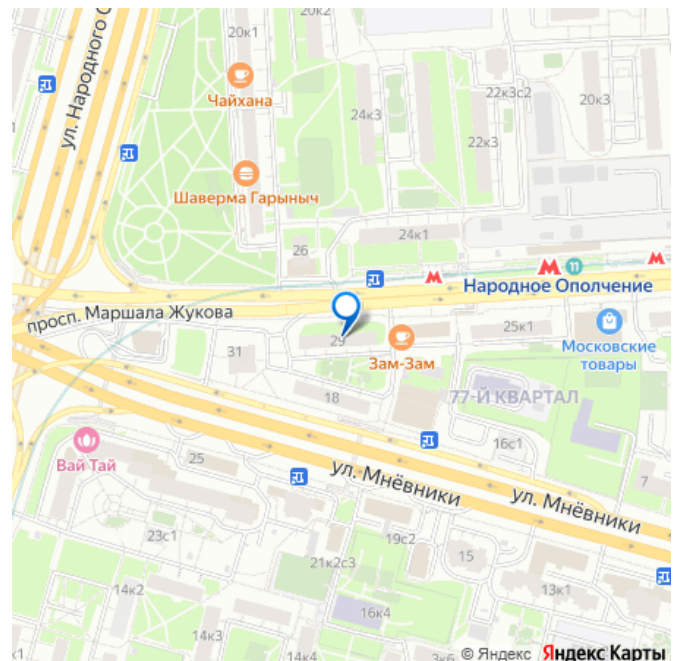 20к1
20к2
ул. Народного О
Чайхана
24к3
22к3с2
20к3
22к3
Шаверма Гарыныч
26
24к1
11
Народное Ополчение
просп. Маршала Жукова
29
31
25к1
Зам-Зам
Московские
товары
18
77-Й КВАРТАЛ
16с1
Вай Тай
25
ул. Мнёвники
ул. Мнёвники
7
23с1
19с2
21к2с3
15
14к2
13к1
16к4
14к3
к1
14к4
© Яндекс
Яндекс Карты